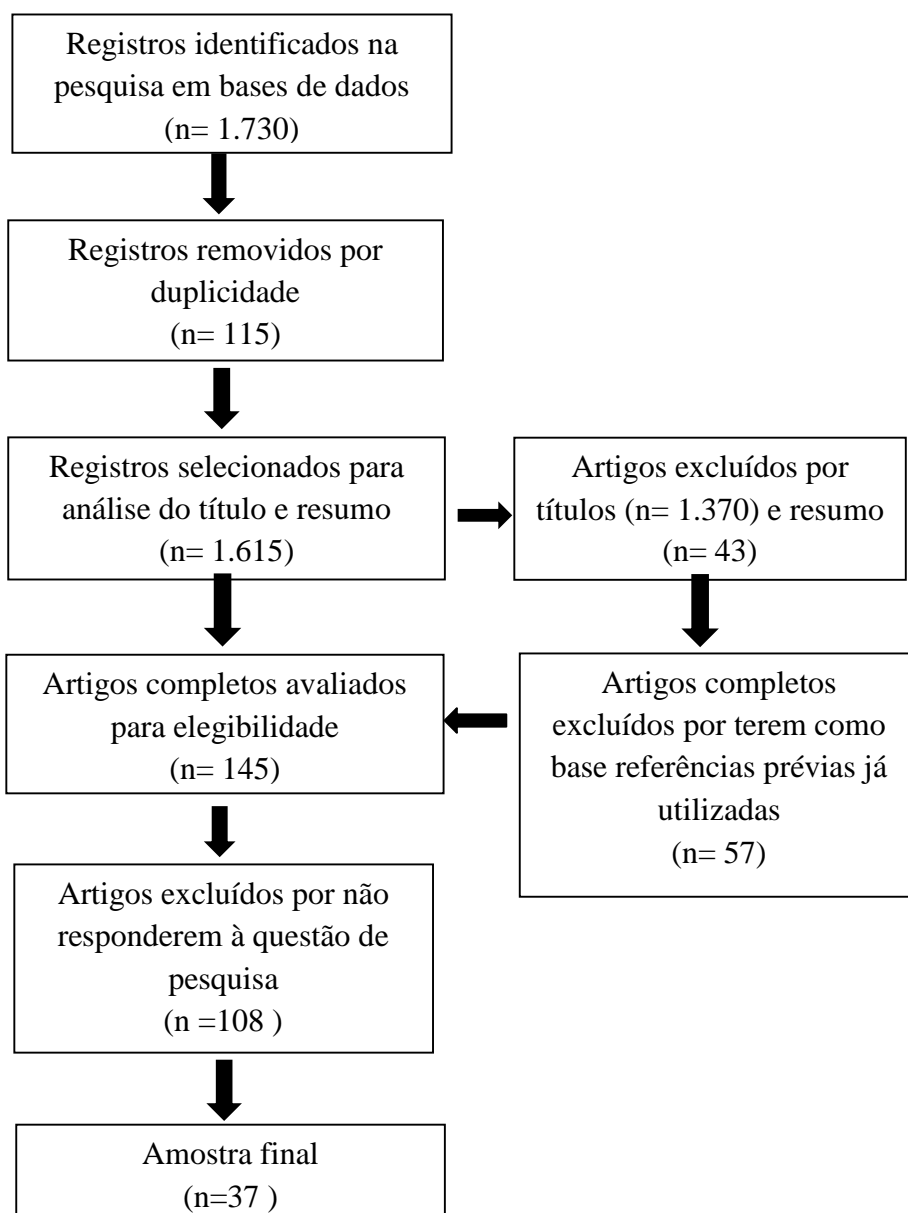 Registros identificados na
pesquisa em bases de dados
(n= 1.730)
Registros removidos por
duplicidade
(n= 115)
Registros selecionados para
análise do título e resumo
(n= 1.615)
Artigos excluídos por
títulos (n= 1.370) e resumo
(n= 43)
Artigos completos avaliados
para elegibilidade
(n= 145)
Artigos completos
excluídos por terem como
base referências prévias já
utilizadas
(n= 57)
Artigos excluídos por não
responderem à questão de
pesquisa
(n =108 )
Amostra final
(n=37 )